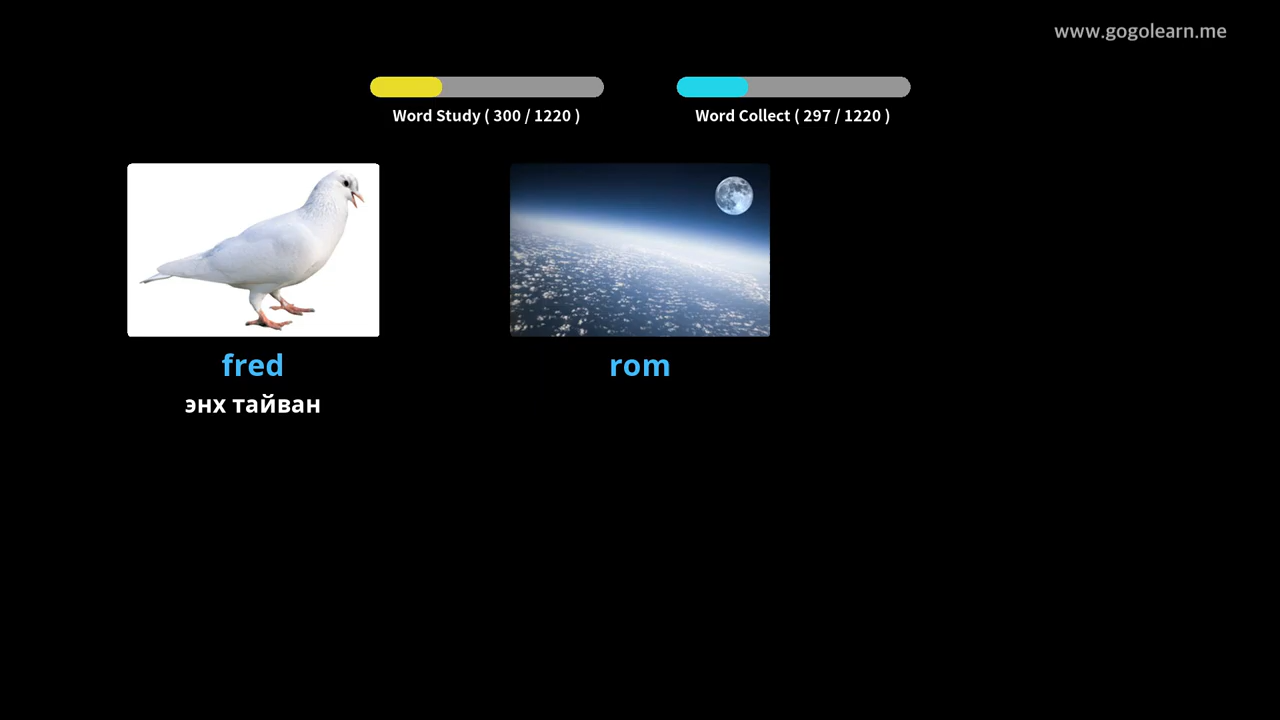 www.gogolearn.me
Word Study ( 300 / 1220 )
Word Collect ( 297 / 1220 )
fred
rom
энх тайван